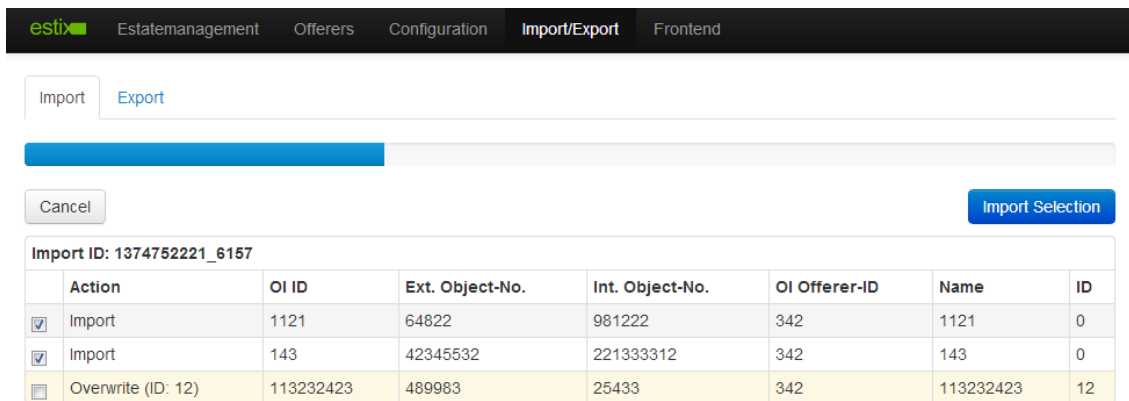 estix Estatemanagement Offerers Configuration Import/Export Frontend
Import Export
Cancel Import Selection
Import ID: 1374752221_6157
Action OI ID Ext. Object-No. Int. Object-No. OI Offerer-ID Name ID
Import 1121 64822 981222 342 1121 0
Import 143 42345532 221333312 342 143 0
Overwrite (ID: 12) 113232423 489983 25433 342 113232423 12